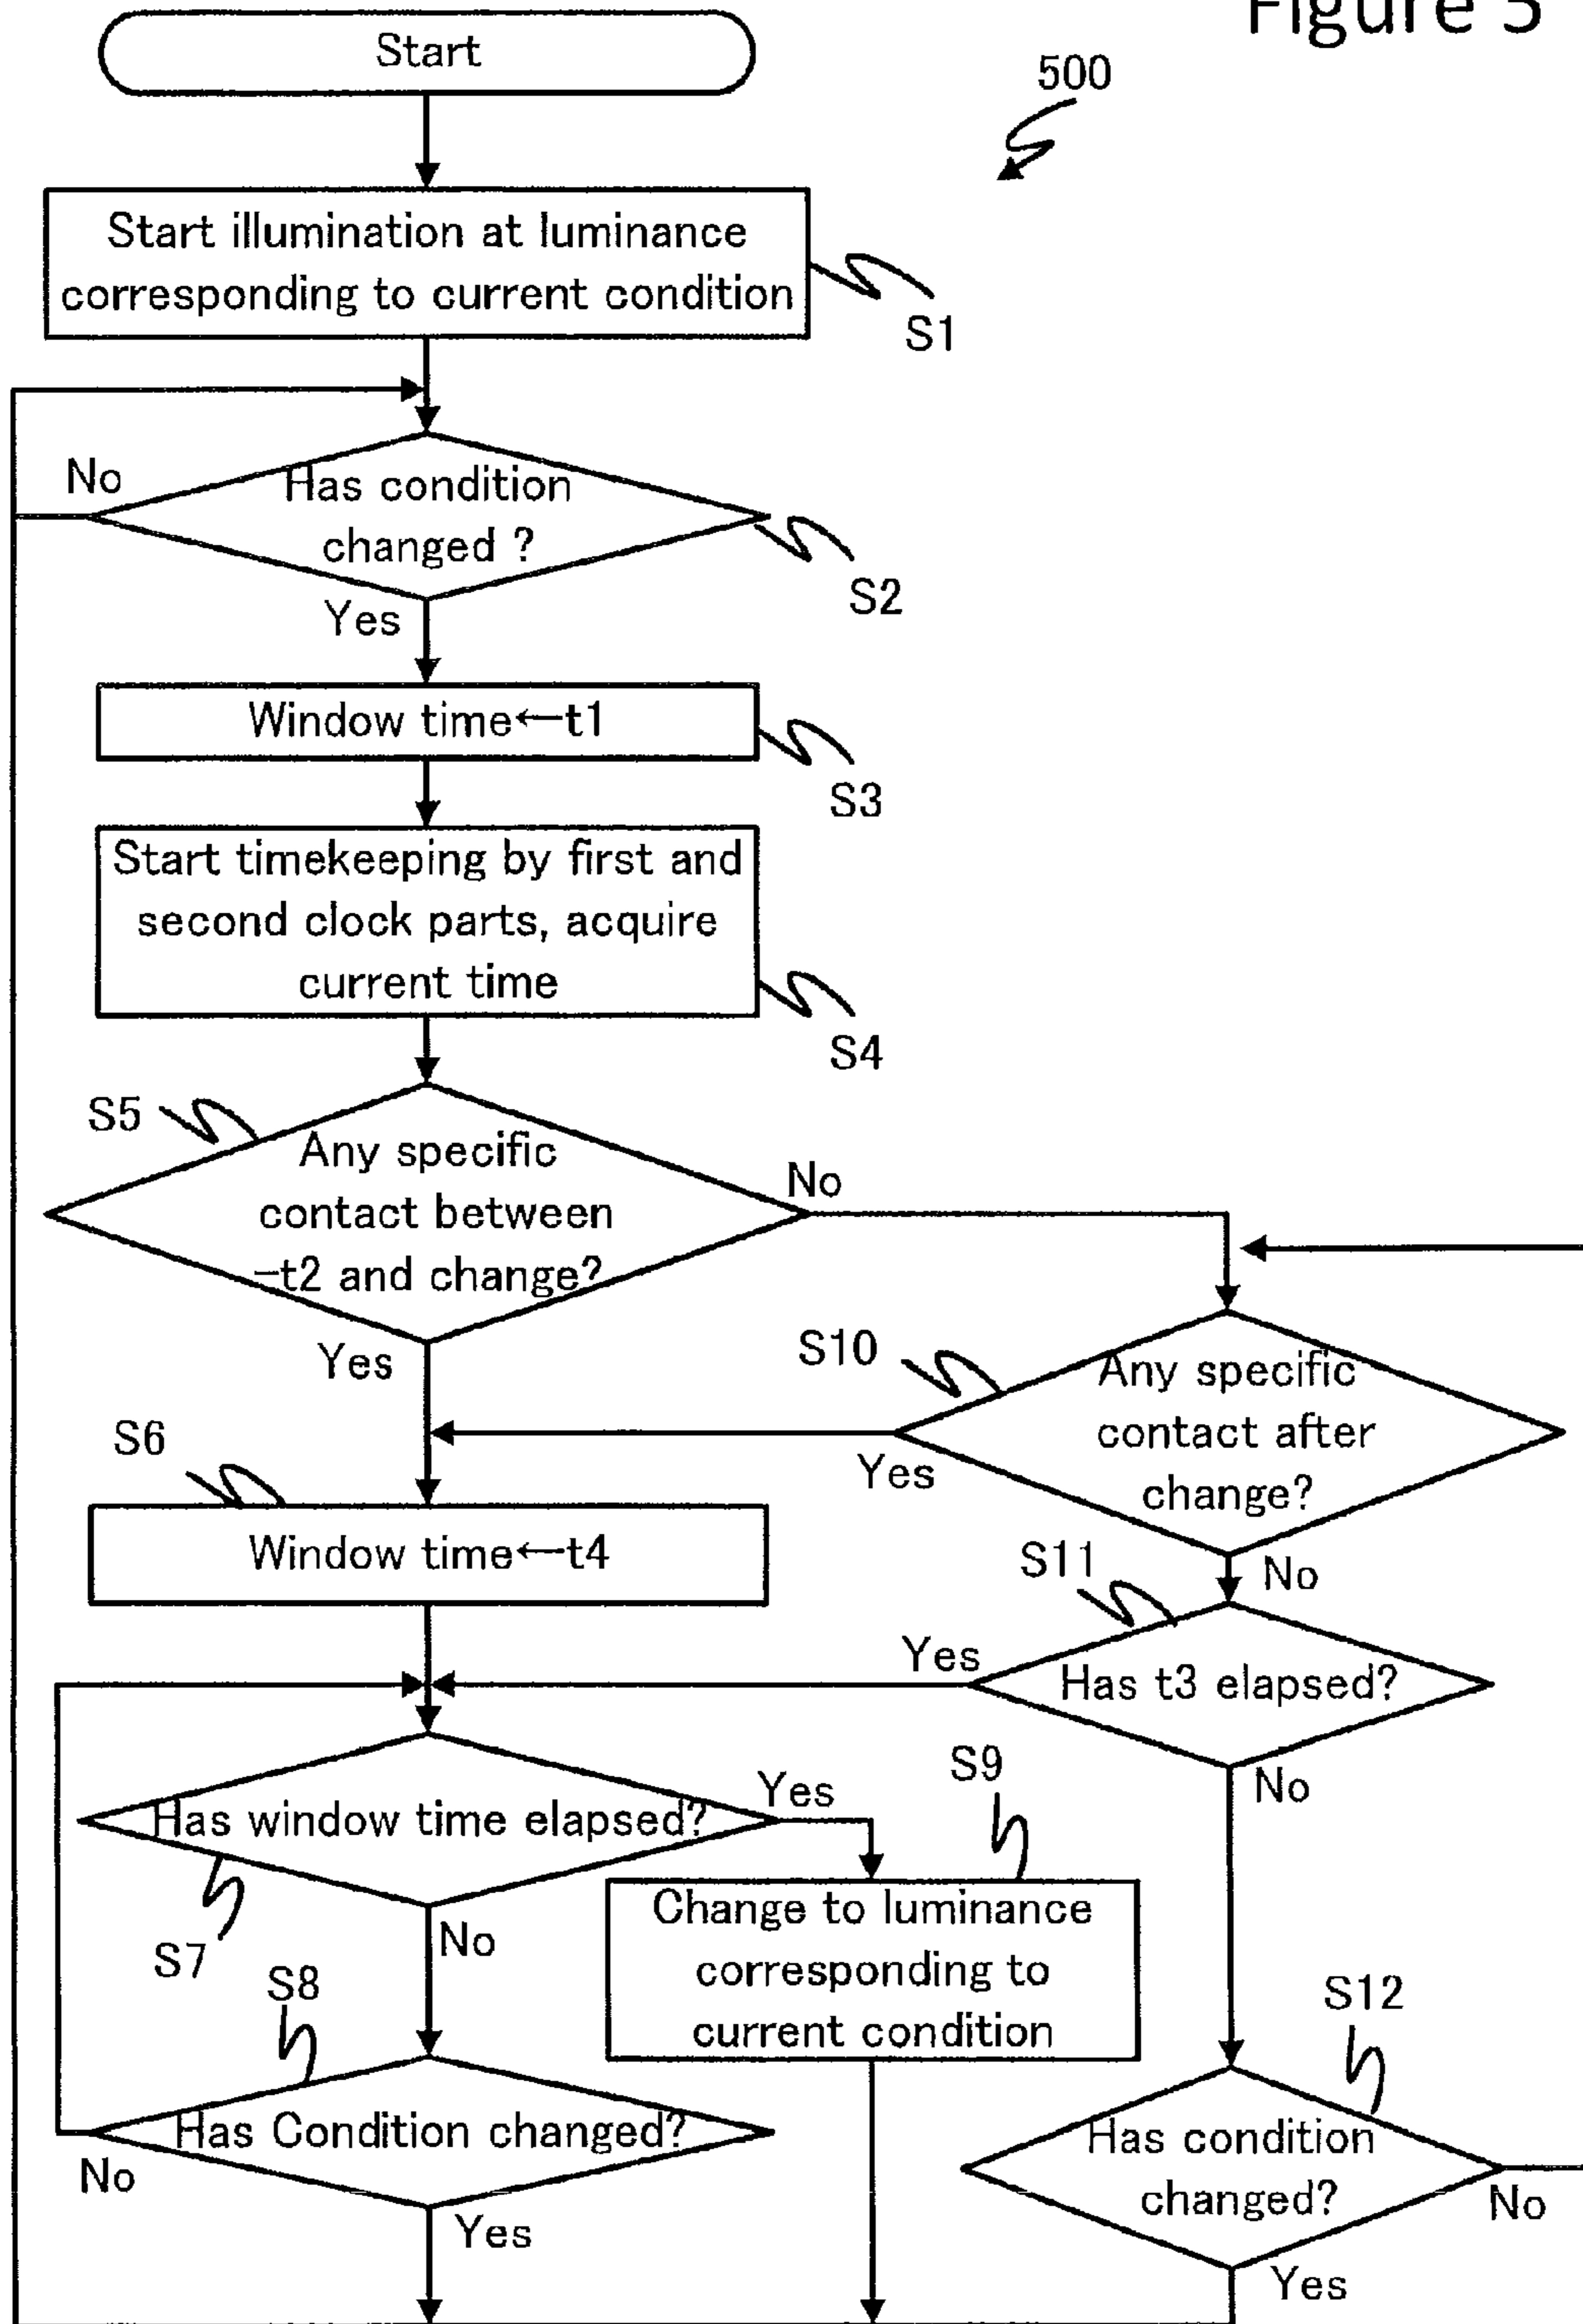 Figure 5
Start
500
Start illumination at luminance
corresponding to current condition
S1
No
Has condition
changed ?
S2
Yes
Window time←t1
S3
Start timekeeping by first and
second clock parts, acquire
current time
S4
S5
Any specific
contact between
-t2 and change?
No
Yes
S10
Any specific
contact after
change?
Yes
No
S6
Window time←t4
S11
Has t3 elapsed?
Yes
No
Has window time elapsed?
Yes
S7
No
S9
Change to luminance
corresponding to
current condition
S8
Has Condition changed?
No
Yes
S12
Has condition
changed?
No
Yes